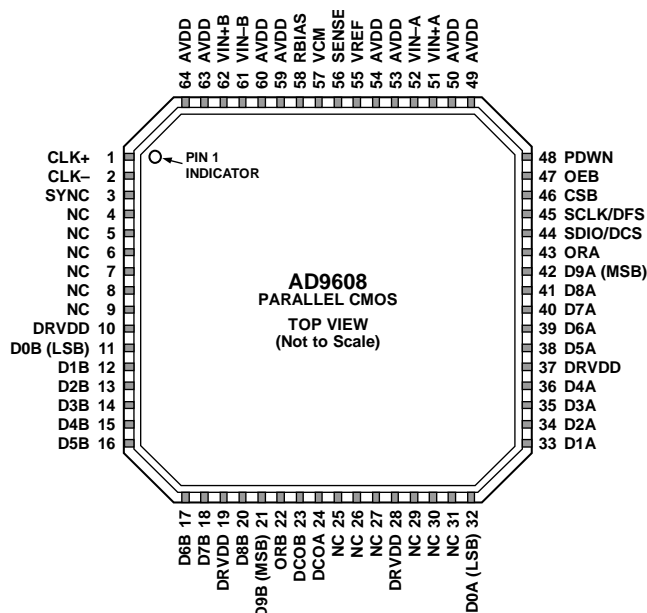 64 AVDD
63 AVDD
62 VIN+B
61 VIN–B
60 AVDD
59 AVDD
58 RBIAS
57 VCM
56 SENSE
55 VREF
54 AVDD
53 AVDD
52 VIN–A
51 VIN+A
50 AVDD
49 AVDD
CLK+ 1
CLK– 2
SYNC 3
NC 4
NC 5
NC 6
NC 7
NC 8
NC 9
DRVDD 10
D0B (LSB) 11
D1B 12
D2B 13
D3B 14
D4B 15
D5B 16
PIN 1
INDICATOR
AD9608
PARALLEL CMOS
TOP VIEW
(Not to Scale)
48 PDWN
47 OEB
46 CSB
45 SCLK/DFS
44 SDIO/DCS
43 ORA
42 D9A (MSB)
41 D8A
40 D7A
39 D6A
38 D5A
37 DRVDD
36 D4A
35 D3A
34 D2A
33 D1A
D6B 17
D7B 18
DRVDD 19
D8B 20
D9B (MSB) 21
ORB 22
DCOB 23
DCOA 24
NC 25
NC 26
NC 27
DRVDD 28
NC 29
NC 30
NC 31
D0A (LSB) 32